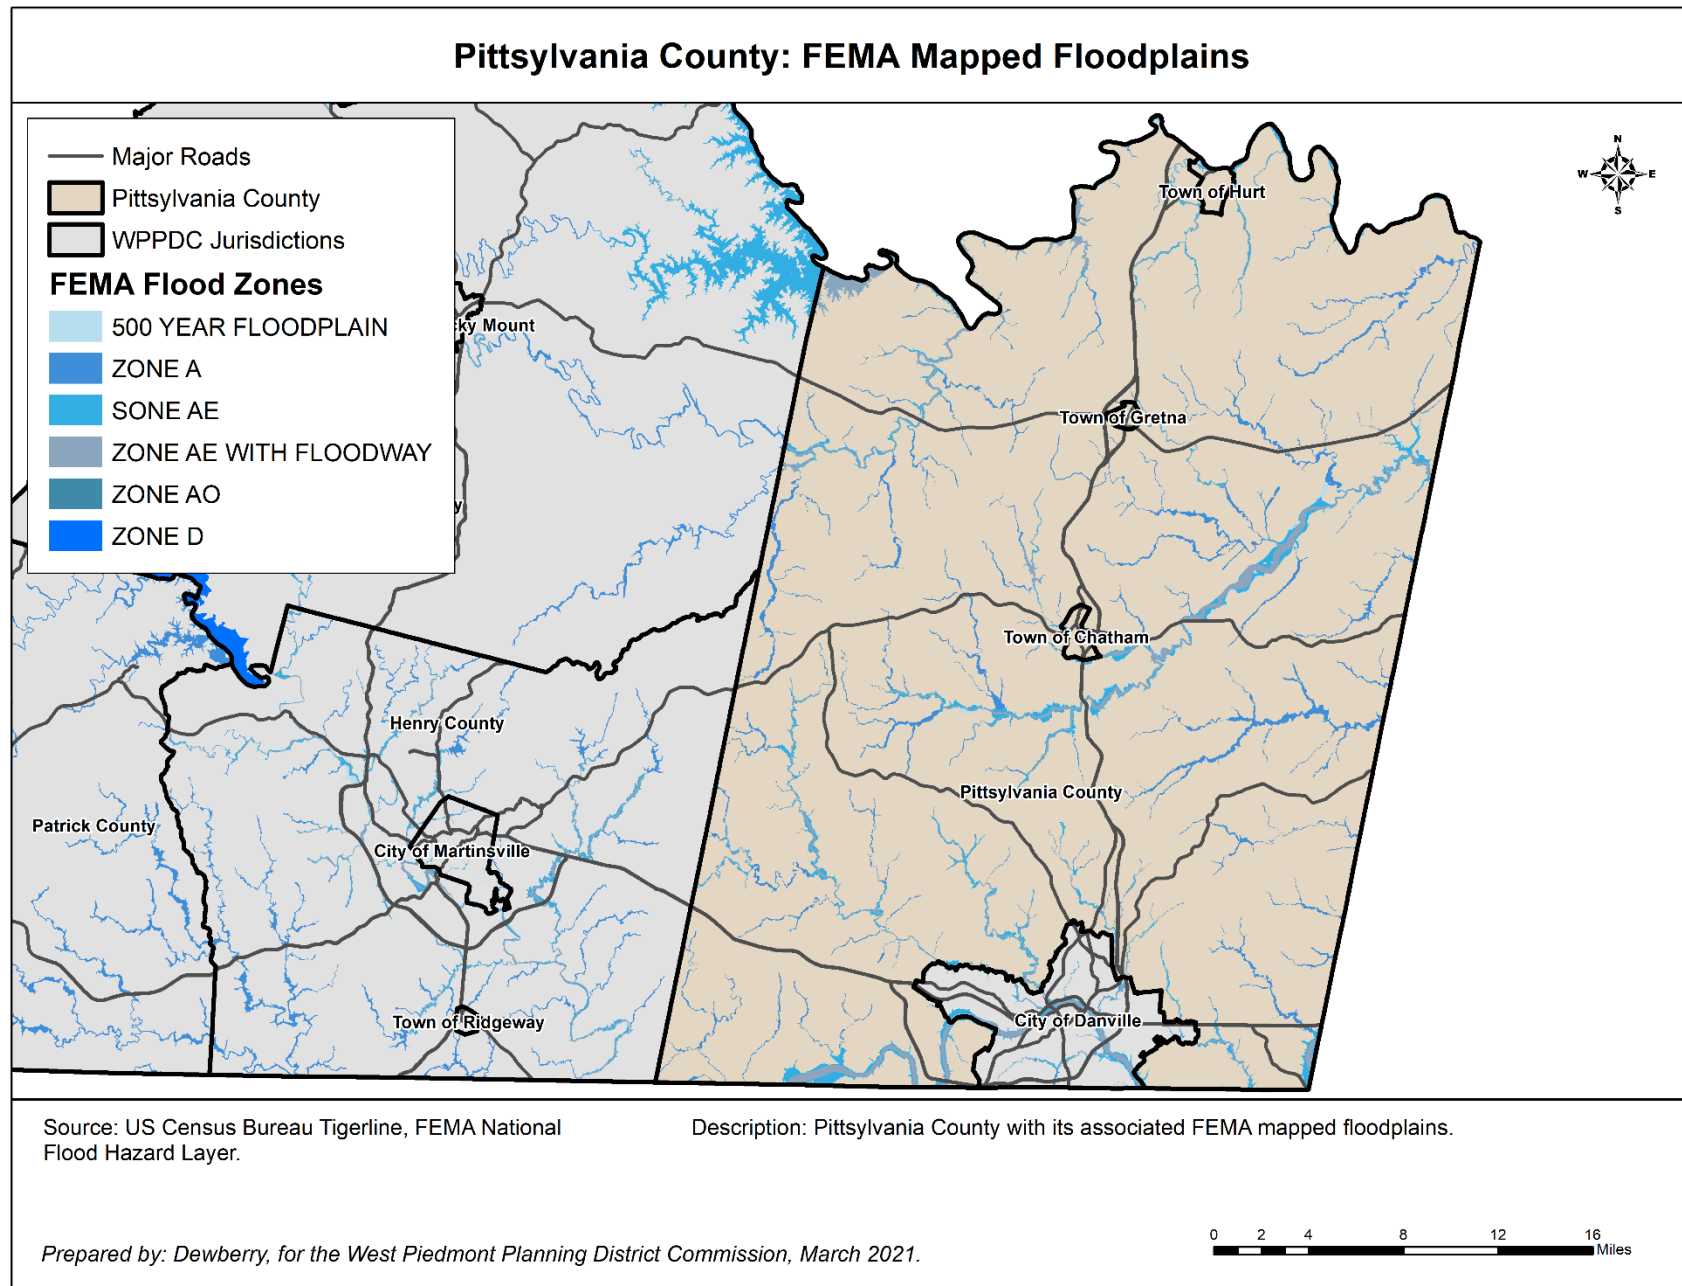 Pittsylvania County: FEMA Mapped Floodplains
Major Roads
Pittsylvania County
WPPDC Jurisdictions
FEMA Flood Zones
500 YEAR FLOODPLAIN
ZONE A
SONE AE
ZONE AE WITH FLOODWAY
ZONE AO
ZONE D
N
W E
S
Town of Hurt
cky Mount
Town of Gretna
y
Town of Chatham
Henry County
Pittsylvania County
Patrick County
City of Martinsville
Town of Ridgeway
City of Danville
Source: US Census Bureau Tigerline, FEMA National
Flood Hazard Layer.
Description: Pittsylvania County with its associated FEMA mapped floodplains.
Prepared by: Dewberry, for the West Piedmont Planning District Commission, March 2021.
0 2 4 8 12 16
Miles